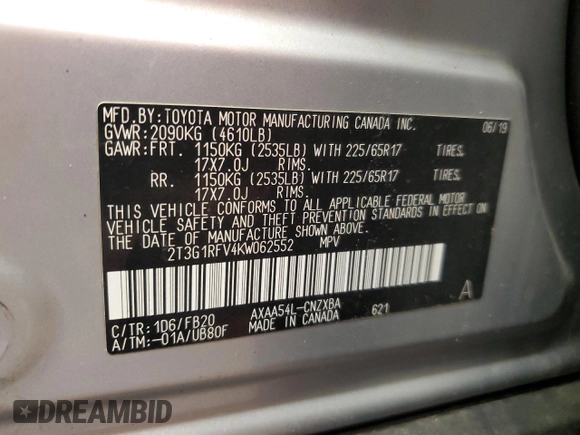 MFD.BY:TOYOTA MOTOR MANUFACTURING CANADA INC. 06/19
GVWR:2090KG (4610LB)
GAWR:FRT. 1150KG (2535LB) WITH 225/65R17 TIRES.
17X7.0J RIMS.
RR. 1150KG (2535LB) WITH 225/65R17 TIRES.
17X7.0J RIMS.
THIS VEHICLE CONFORMS TO ALL APPLICABLE FEDERAL MOTOR
VEHICLE SAFETY AND THEFT PREVENTION STANDARDS IN EFFECT ON
THE DATE OF MANUFACTURE SHOWN ABOVE.
2T3G1RFV4KW062552 MPV
C/TR:1D6/FB20 AXAA54L-CNZXBA 621 A
A/TM:-01A/UB80F MADE IN CANADA
DREAMBID